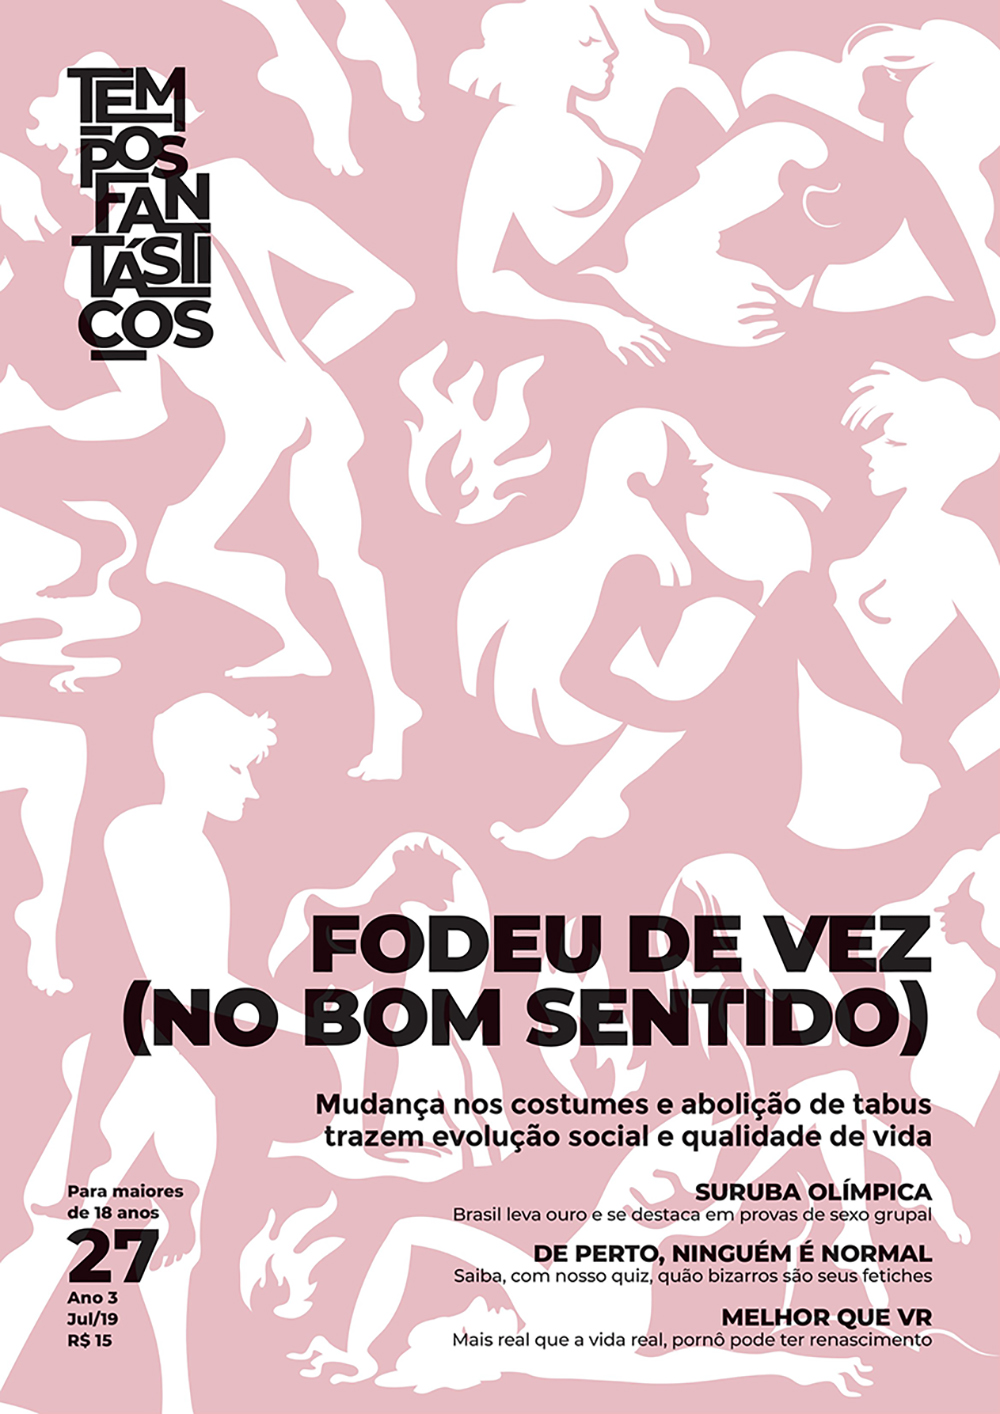 TEM
POS
FAN
TÁSTI
COS
FODEU DE VEZ
(NO BOM SENTIDO)
Mudança nos costumes e abolição de tabus
trazem evolução social e qualidade de vida
SURUBA OLÍMPICA
Brasil leva ouro e se destaca em provas de sexo grupal
DE PERTO, NINGUÉM É NORMAL
Saiba, com nosso quiz, quão bizarros são seus fetiches
MELHOR QUE VR
Mais real que a vida real, pornô pode ter renascimento
Para maiores
de 18 anos
27
Ano 3
Jul/19
R$ 15